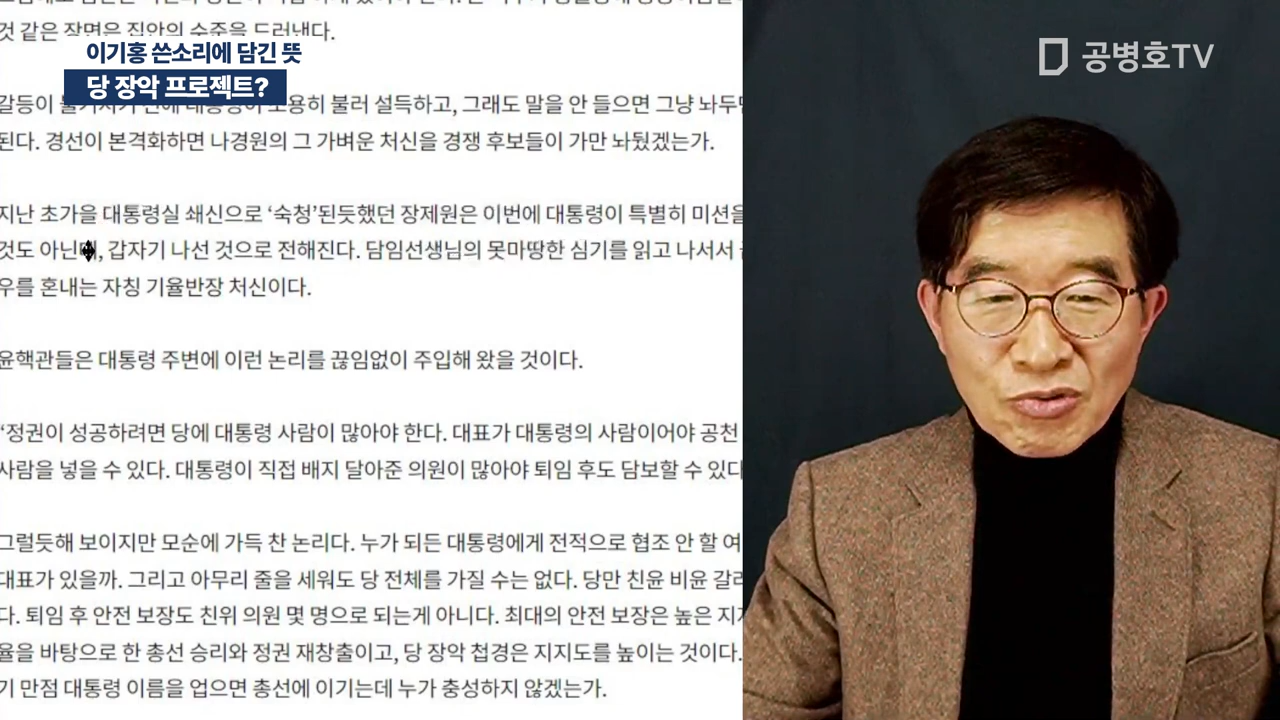 것 같은 장면은 집안의 수준을 드러낸다.
이기홍 쓴소리에 담긴 뜻
당 장악 프로젝트?
공병호TV
갈등이 불거지기 전에 대통령이 조용히 불러 설득하고, 그래도 말을 안 들으면 그냥 놔두면
된다. 경선이 본격화하면 나경원의 그 가벼운 처신을 경쟁 후보들이 가만 놔뒀겠는가.
지난 초가을 대통령실 쇄신으로 ‘숙청’된듯했던 장제원은 이번에 대통령이 특별히 미션을
것도 아닌데, 갑자기 나선 것으로 전해진다. 담임선생님의 못마땅한 심기를 읽고 나서서
우를 혼내는 자칭 기율반장 처신이다.
윤핵관들은 대통령 주변에 이런 논리를 끊임없이 주입해 왔을 것이다.
“정권이 성공하려면 당에 대통령 사람이 많아야 한다. 대표가 대통령의 사람이어야 공천
사람을 넣을 수 있다. 대통령이 직접 배지 달아준 의원이 많아야 퇴임 후도 담보할 수 있다
그럴듯해 보이지만 모순에 가득 찬 논리다. 누가 되든 대통령에게 전적으로 협조 안 할 여
대표가 있을까. 그리고 아무리 줄을 세워도 당 전체를 가질 수는 없다. 당만 친윤 비윤 갈라
다. 퇴임 후 안전 보장도 친위 의원 몇 명으로 되는게 아니다. 최대의 안전 보장은 높은 지지
율을 바탕으로 한 총선 승리와 정권 재창출이고, 당 장악 첩경은 지지도를 높이는 것이다.
기 만점 대통령 이름을 업으면 총선에 이기는데 누가 충성하지 않겠는가.